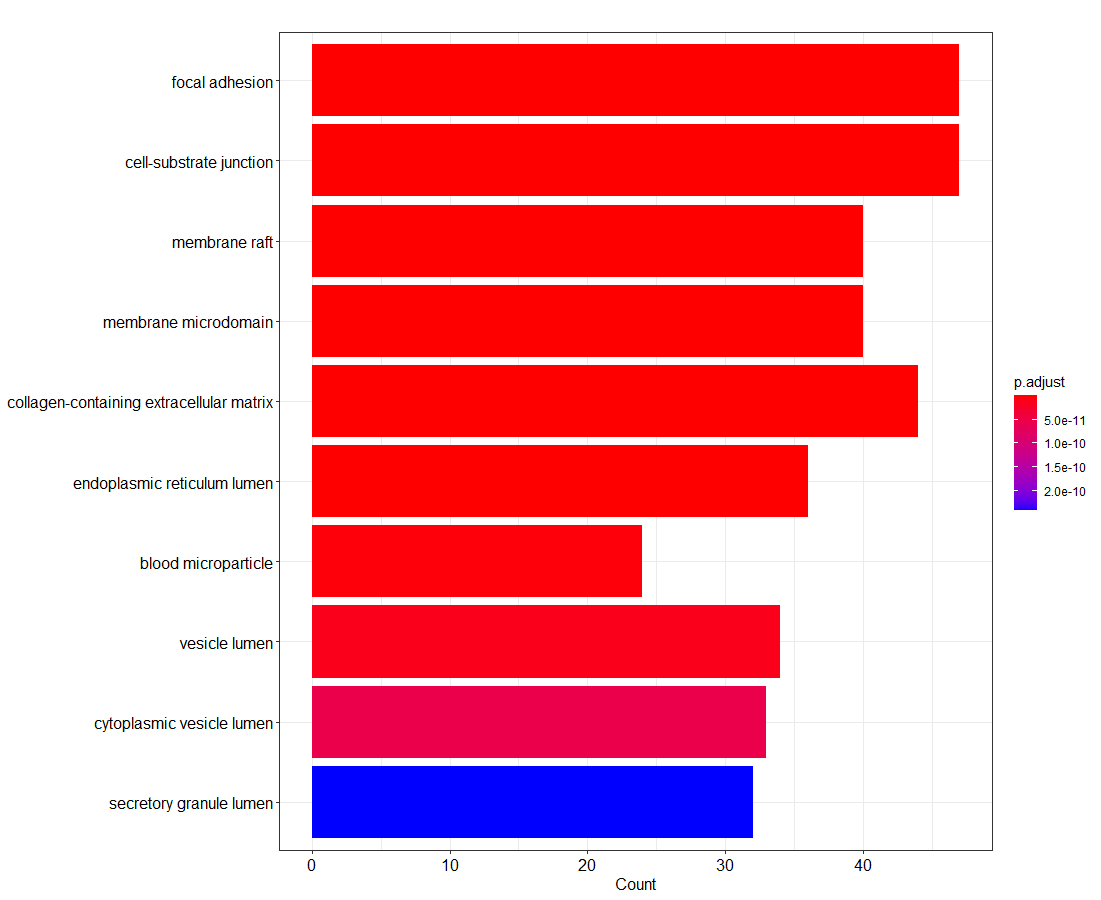 focal adhesion
cell-substrate junction
membrane raft
membrane microdomain
collagen-containing extracellular matrix
endoplasmic reticulum lumen
blood microparticle
vesicle lumen
cytoplasmic vesicle lumen
secretory granule lumen
0 10 20 30 40
Count
p.adjust
5.0e-11
1.0e-10
1.5e-10
2.0e-10